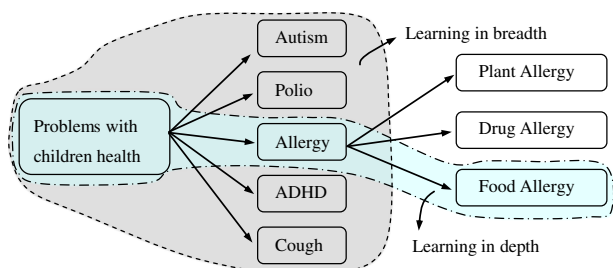 Autism
Learning in breadth
Plant Allergy
Polio
Problems with
children health
Allergy
Drug Allergy
ADHD
Food Allergy
Cough
Learning in depth